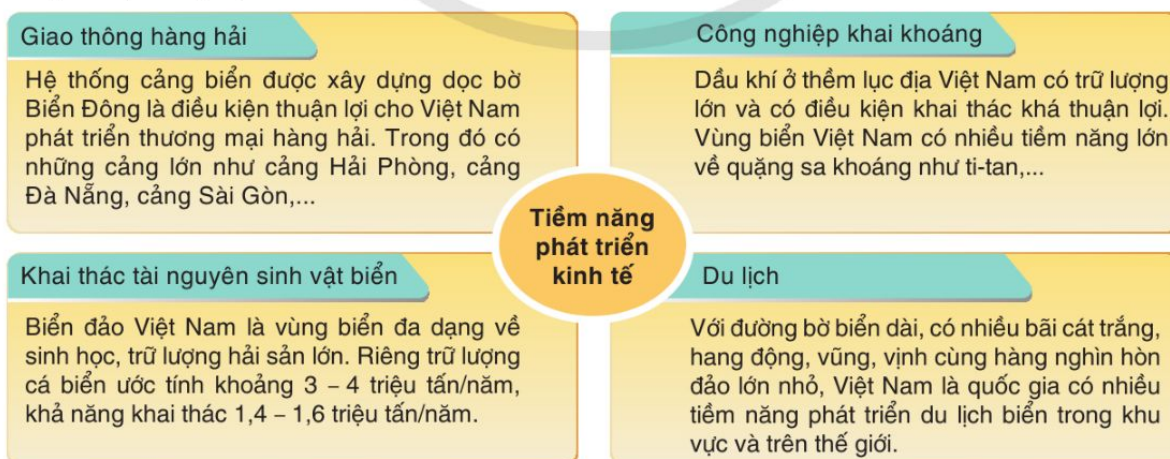 Giao thông hàng hải
Hệ thống cảng biển được xây dựng dọc bờ
Biển Đông là điều kiện thuận lợi cho Việt Nam
phát triển thương mại hàng hải. Trong đó có
những cảng lớn như cảng Hải Phòng, cảng
Đà Nẵng, cảng Sài Gòn,...
Công nghiệp khai khoáng
Dầu khí ở thềm lục địa Việt Nam có trữ lượng
lớn và có điều kiện khai thác khá thuận lợi.
Vùng biển Việt Nam có nhiều tiềm năng lớn
về quặng sa khoáng như ti-tan,...
Tiềm năng
phát triển
kinh tế
Khai thác tài nguyên sinh vật biển
Biển đảo Việt Nam là vùng biển đa dạng về
sinh học, trữ lượng hải sản lớn. Riêng trữ lượng
cá biển ước tính khoảng 3 – 4 triệu tấn/năm,
khả năng khai thác 1,4 – 1,6 triệu tấn/năm.
Du lịch
Với đường bờ biển dài, có nhiều bãi cát trắng,
hang động, vũng, vịnh cùng hàng nghìn hòn
đảo lớn nhỏ, Việt Nam là quốc gia có nhiều
tiềm năng phát triển du lịch biển trong khu
vực và trên thế giới.